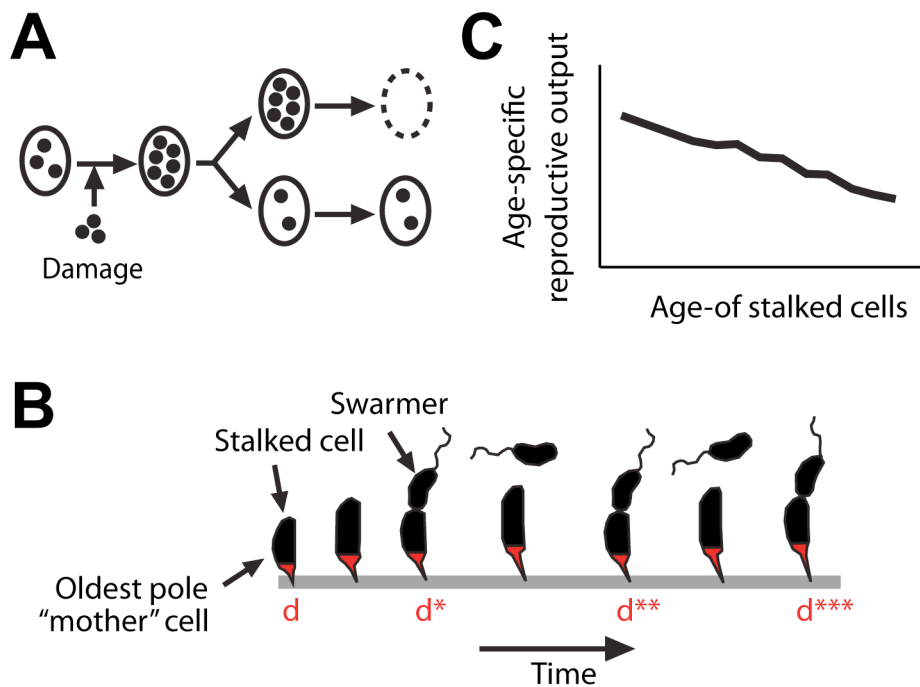 A
Damage
C
Age-specific
reproductive output
Age-of stalked cells
B
Swarmer
Stalked cell
Oldest pole
“mother” cell
d
d*
d**
d***
Time